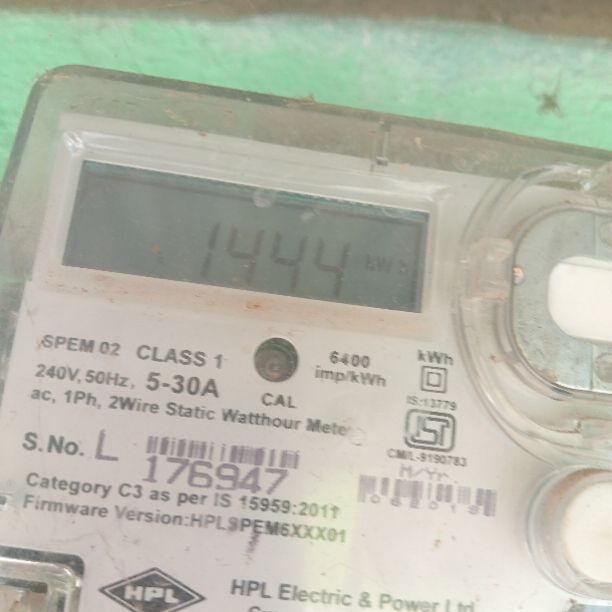 1444 kWh
SPEM 02 CLASS 1
6400 imp/kWh
kWh
240V, 50Hz, 5-30A
CAL
IS:13779
ac, 1Ph, 2Wire Static Watthour Meter
CM/L-9190783
S.No. L 176947
M/Yr.
Category C3 as per IS 15959:2011
Firmware Version:HPLSPEM6XXX01
HPL
HPL Electric & Power Ltd